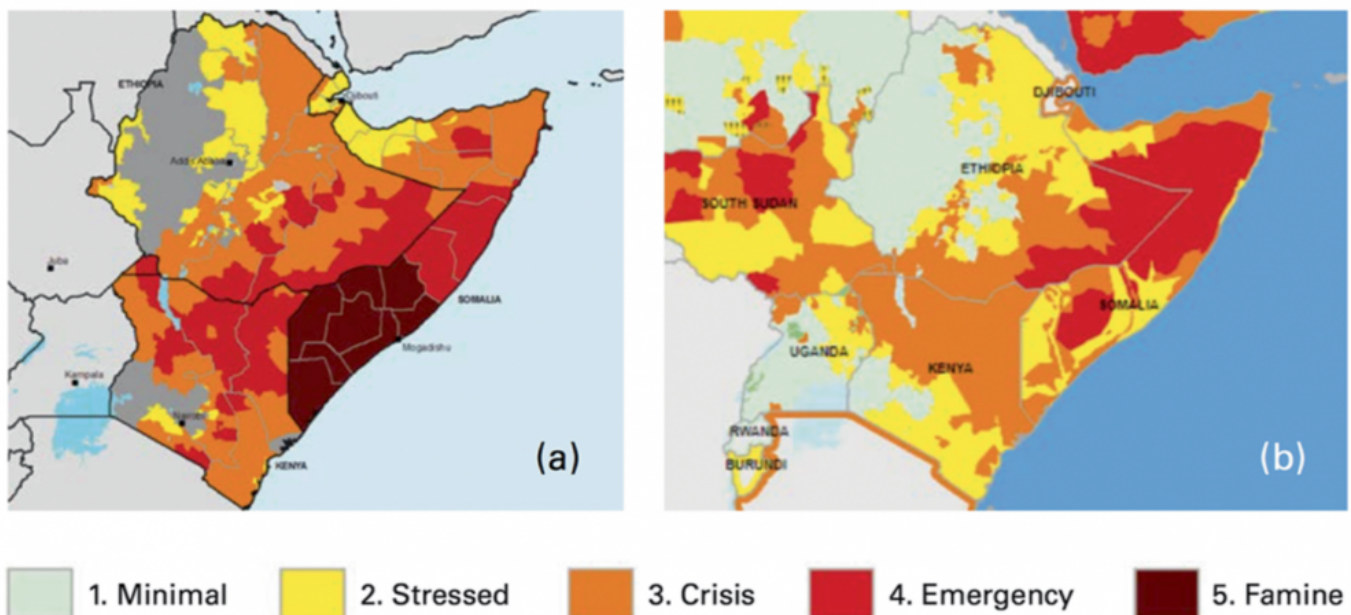 ETHIOPIA
Djibouti
Addis Ababa
Juba
SOMALIA
Mogadishu
Kampala
Nairobi
KENYA
(a)
DJIBOUTI
ETHIOPIA
SOUTH SUDAN
SOMALIA
UGANDA
KENYA
RWANDA
BURUNDI
(b)
1. Minimal
2. Stressed
3. Crisis
4. Emergency
5. Famine